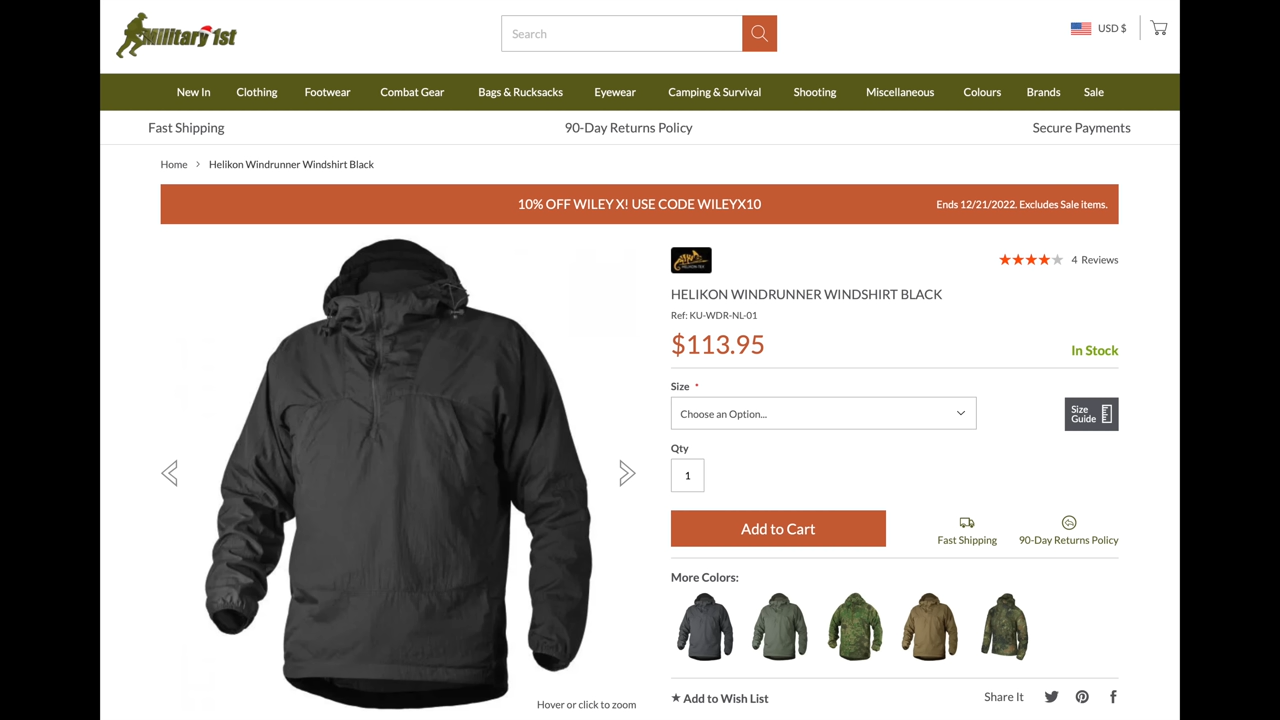 Military 1st
Search
USD $
New In Clothing Footwear Combat Gear Bags & Rucksacks Eyewear Camping & Survival Shooting Miscellaneous Colours Brands Sale
Fast Shipping 90-Day Returns Policy Secure Payments
Home > Helikon Windrunner Windshirt Black
10% OFF WILEY X! USE CODE WILEYX10 Ends 12/21/2022. Excludes Sale items.
HELIKON-TEX
4 Reviews
HELIKON WINDRUNNER WINDSHIRT BLACK
Ref: KU-WDR-NL-01
$113.95
In Stock
Size *
Choose an Option...
Size
Guide
Qty
1
Add to Cart
Fast Shipping 90-Day Returns Policy
More Colors:
★ Add to Wish List
Share It
Hover or click to zoom